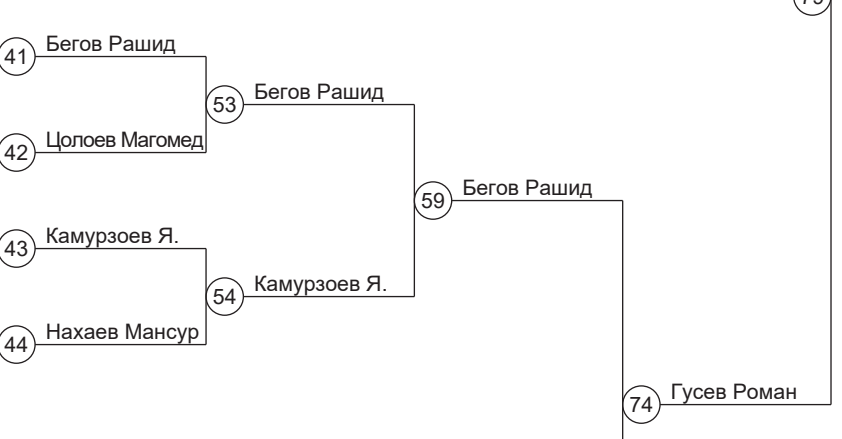 41 Бегов Рашид
53 Бегов Рашид
42 Цолоев Магомед
59 Бегов Рашид
43 Камурзоев Я.
54 Камурзоев Я.
44 Нахаев Мансур
74 Гусев Роман